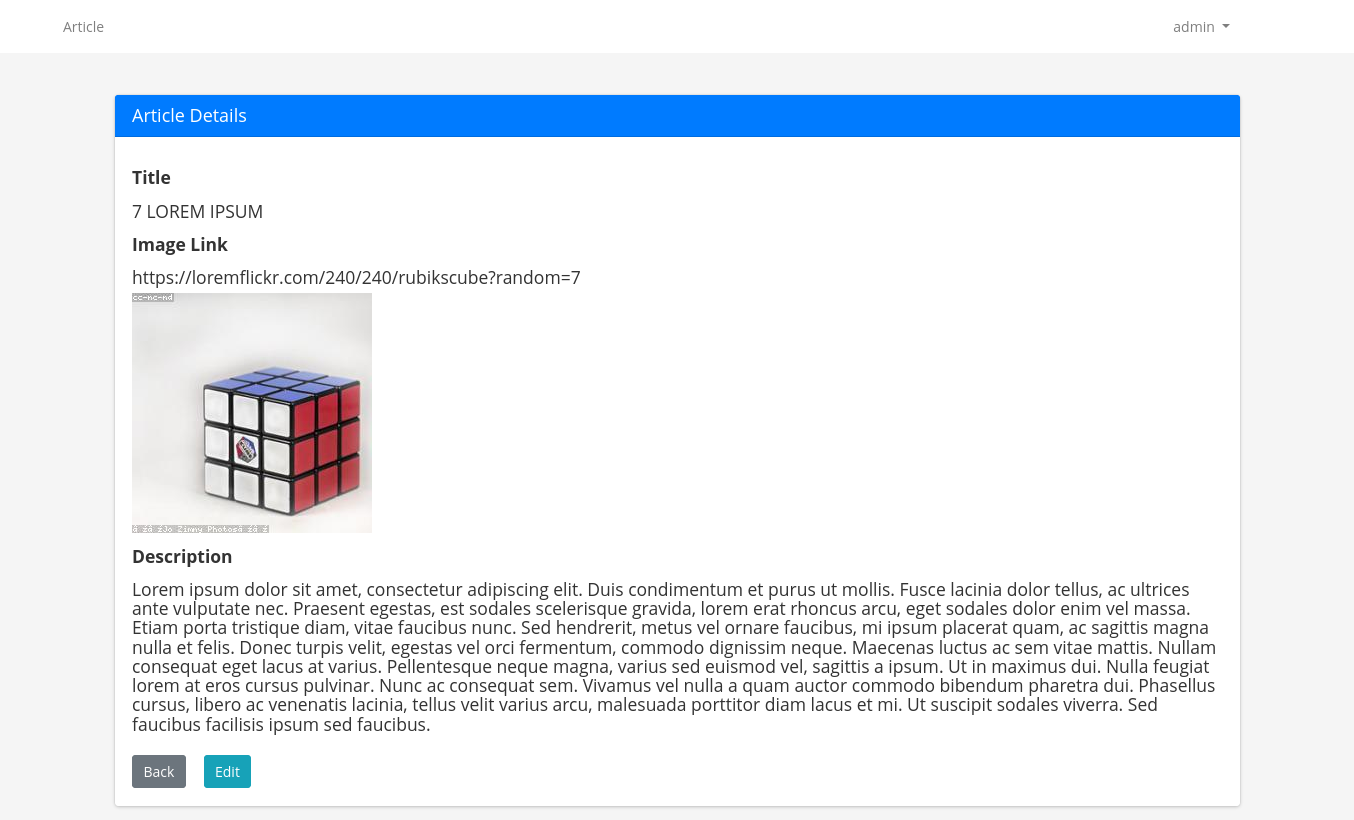 Article
admin
Article Details
Title
7 LOREM IPSUM
Image Link
https://loremflickr.com/240/240/rubikscube?random=7
cc-nc-nd
Jo Zimny Photos
Description
Lorem ipsum dolor sit amet, consectetur adipiscing elit. Duis condimentum et purus ut mollis. Fusce lacinia dolor tellus, ac ultrices
ante vulputate nec. Praesent egestas, est sodales scelerisque gravida, lorem erat rhoncus arcu, eget sodales dolor enim vel massa.
Etiam porta tristique diam, vitae faucibus nunc. Sed hendrerit, metus vel ornare faucibus, mi ipsum placerat quam, ac sagittis magna
nulla et felis. Donec turpis velit, egestas vel orci fermentum, commodo dignissim neque. Maecenas luctus ac sem vitae mattis. Nullam
consequat eget lacus at varius. Pellentesque neque magna, varius sed euismod vel, sagittis a ipsum. Ut in maximus dui. Nulla feugiat
lorem at eros cursus pulvinar. Nunc ac consequat sem. Vivamus vel nulla a quam auctor commodo bibendum pharetra dui. Phasellus
cursus, libero ac venenatis lacinia, tellus velit varius arcu, malesuada porttitor diam lacus et mi. Ut suscipit sodales viverra. Sed
faucibus facilisis ipsum sed faucibus.
Back
Edit